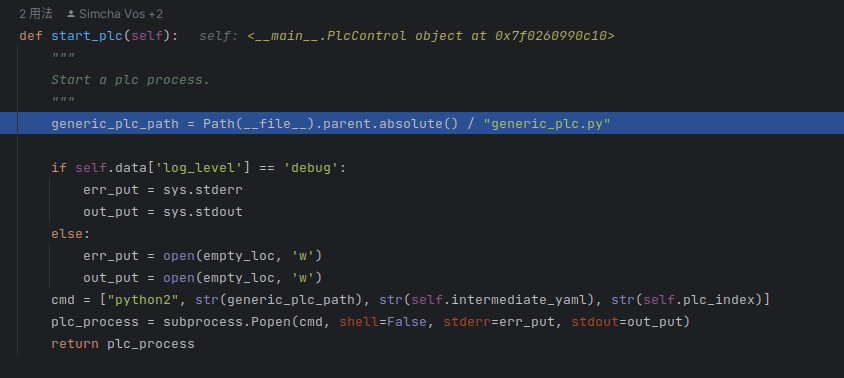 2 用法 Simcha Vos +2
def start_plc(self): self: <__main__.PlcControl object at 0x7f0260990c10>
"""
Start a plc process.
"""
generic_plc_path = Path(__file__).parent.absolute() / "generic_plc.py"
if self.data['log_level'] == 'debug':
err_put = sys.stderr
out_put = sys.stdout
else:
err_put = open(empty_loc, 'w')
out_put = open(empty_loc, 'w')
cmd = ["python2", str(generic_plc_path), str(self.intermediate_yaml), str(self.plc_index)]
plc_process = subprocess.Popen(cmd, shell=False, stderr=err_put, stdout=out_put)
return plc_process